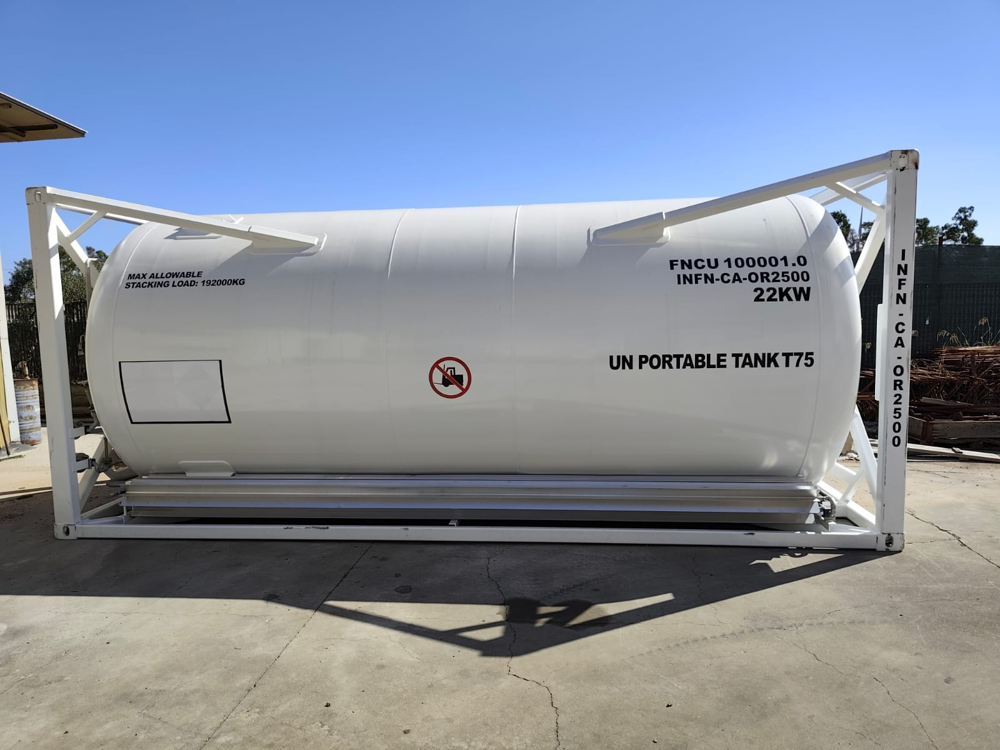 MAX ALLOWABLE
STACKING LOAD: 192000KG
FNCU 100001.0
INFN-CA-OR2500
22KW
UN PORTABLE TANK T75
INFN-CA-OR2500